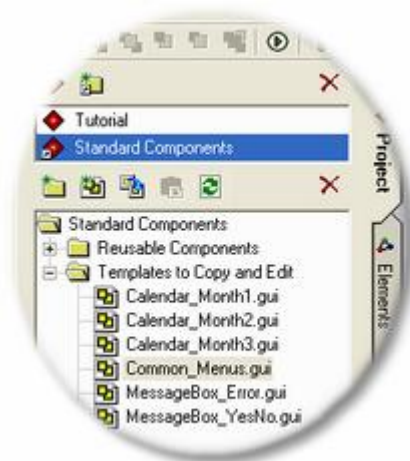 Tutorial
Standard Components
Standard Components
Reusable Components
Templates to Copy and Edit
Calendar_Month1.gui
Calendar_Month2.gui
Calendar_Month3.gui
Common_Menus.gui
MessageBox_Error.gui
MessageBox_YesNo.gui
Project
Elements